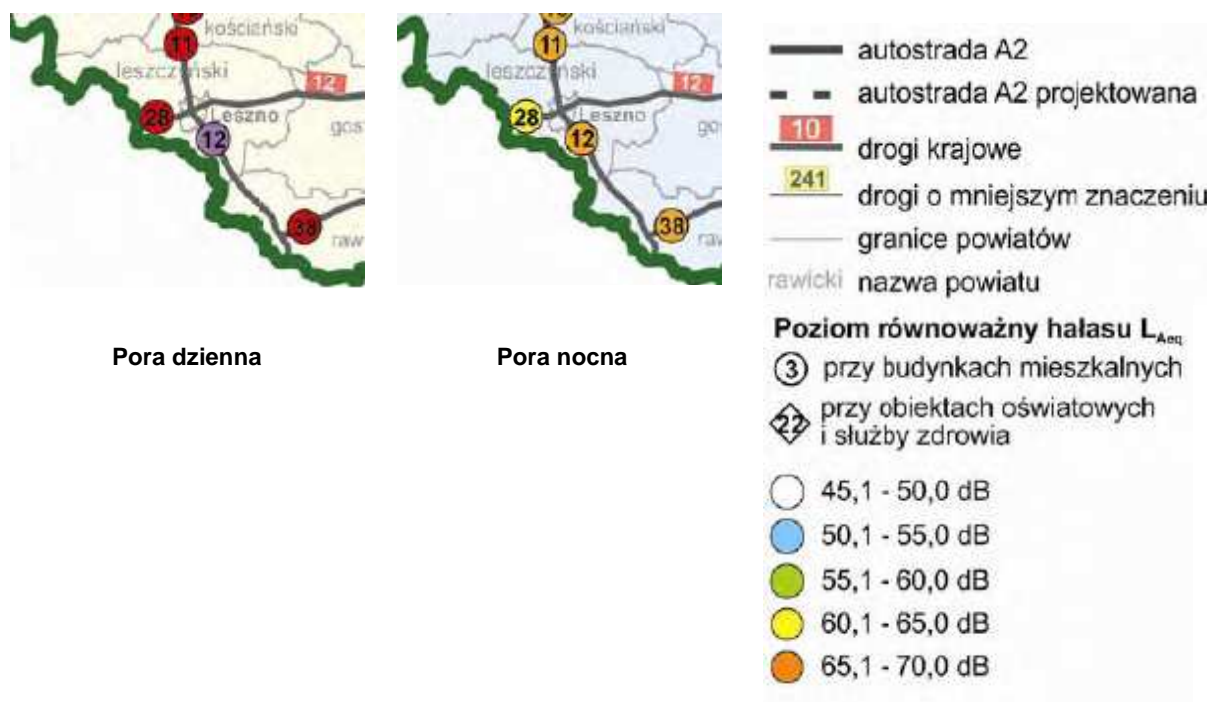 kościański
11
leszczyński
12
28
Leszno
12
38
raw
Pora dzienna
kościański
11
leszczyński
12
28
Leszno
12
38
raw
Pora nocna
autostrada A2
autostrada A2 projektowana
10
drogi krajowe
241
drogi o mniejszym znaczeniu
granice powiatów
rawicki nazwa powiatu
Poziom równoważny hałasu LAeq
3 przy budynkach mieszkalnych
22 przy obiektach oświatowych
i służby zdrowia
45,1 - 50,0 dB
50,1 - 55,0 dB
55,1 - 60,0 dB
60,1 - 65,0 dB
65,1 - 70,0 dB